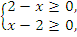 2 − x ≥ 0,
x − 2 ≥ 0,